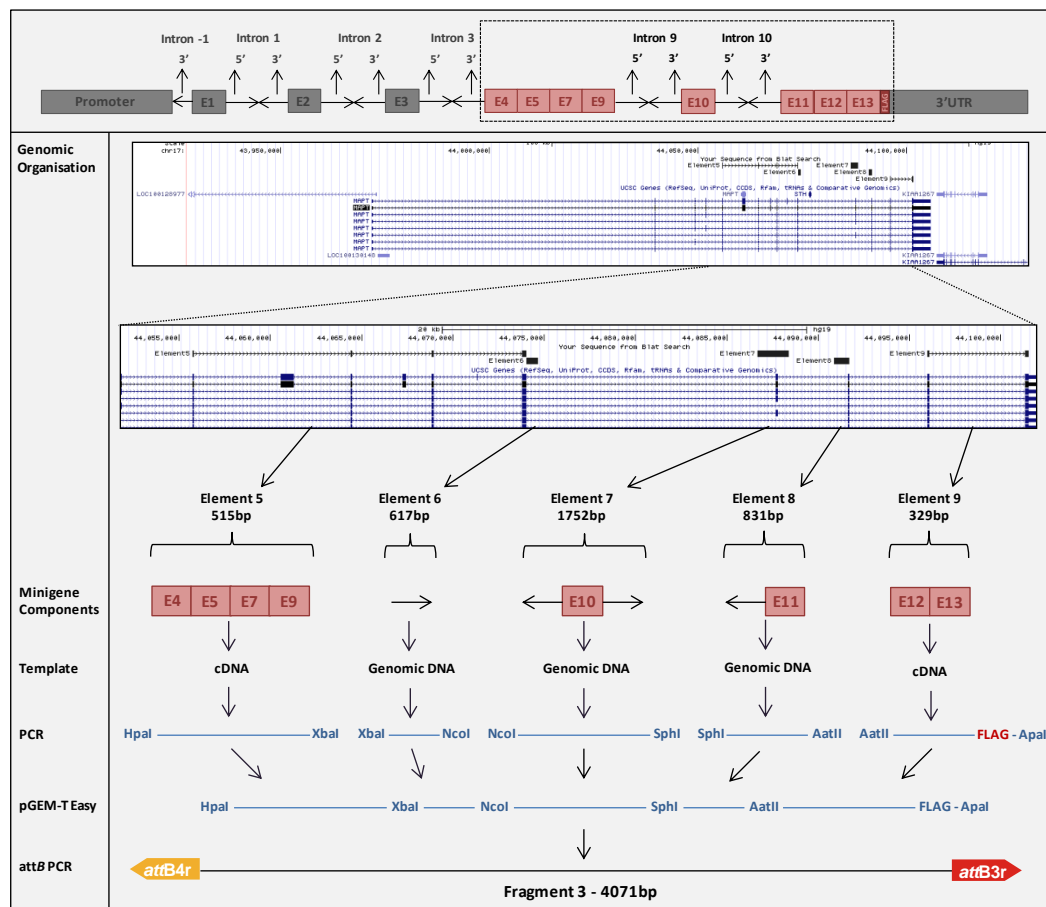 Intron -1 Intron 1 Intron 2 Intron 3 Intron 9 Intron 10
3’ 5’ 3’ 5’ 3’ 5’ 3’ 5’ 3’ 5’ 3’
Promoter E1 E2 E3 E4 E5 E7 E9 E10 E11 E12 E13 FLAG 3’UTR
Genomic Organisation
chr17: 43,950,000 44,000,000 44,050,000 44,100,000 hg19
Your Sequence from Blat Search
Element5 Element7
Element6 Element8
Element9
UCSC Genes (RefSeq, UniProt, CCDS, Rfam, tRNAs & Comparative Genomics)
LOC100128977 MAPT STH KIAA1267
MAPT
MAPT
MAPT
MAPT
MAPT
MAPT
MAPT
LOC100130148 KIAA1267
KIAA1267
20 kb hg19
44,055,000 44,060,000 44,065,000 44,070,000 44,075,000 44,080,000 44,085,000 44,090,000 44,095,000 44,100,000
Your Sequence from Blat Search
Element5 Element7 Element9
Element6 Element8
UCSC Genes (RefSeq, UniProt, CCDS, Rfam, tRNAs & Comparative Genomics)
Element 5 Element 6 Element 7 Element 8 Element 9
515bp 617bp 1752bp 831bp 329bp
Minigene Components
E4 E5 E7 E9 E10 E11 E12 E13
Template cDNA Genomic DNA Genomic DNA Genomic DNA cDNA
PCR HpaI XbaI XbaI NcoI NcoI SphI SphI AatII AatII FLAG - ApaI
pGEM-T Easy HpaI XbaI NcoI SphI AatII FLAG - ApaI
attB PCR attB4r attB3r
Fragment 3 - 4071bp